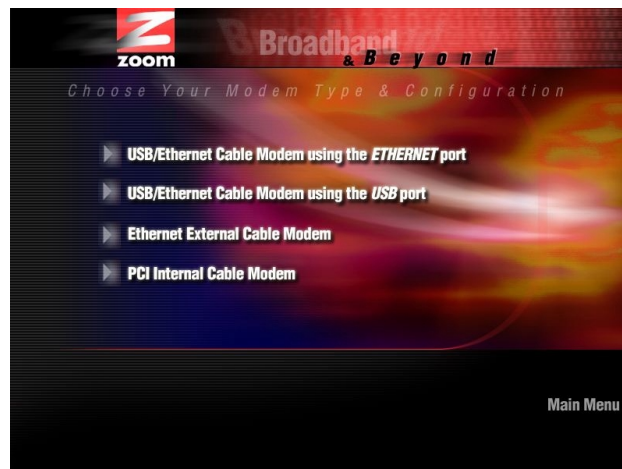 zoom
Broadband
& Beyond
Choose Your Modem Type & Configuration
USB/Ethernet Cable Modem using the ETHERNET port
USB/Ethernet Cable Modem using the USB port
Ethernet External Cable Modem
PCI Internal Cable Modem
Main Menu